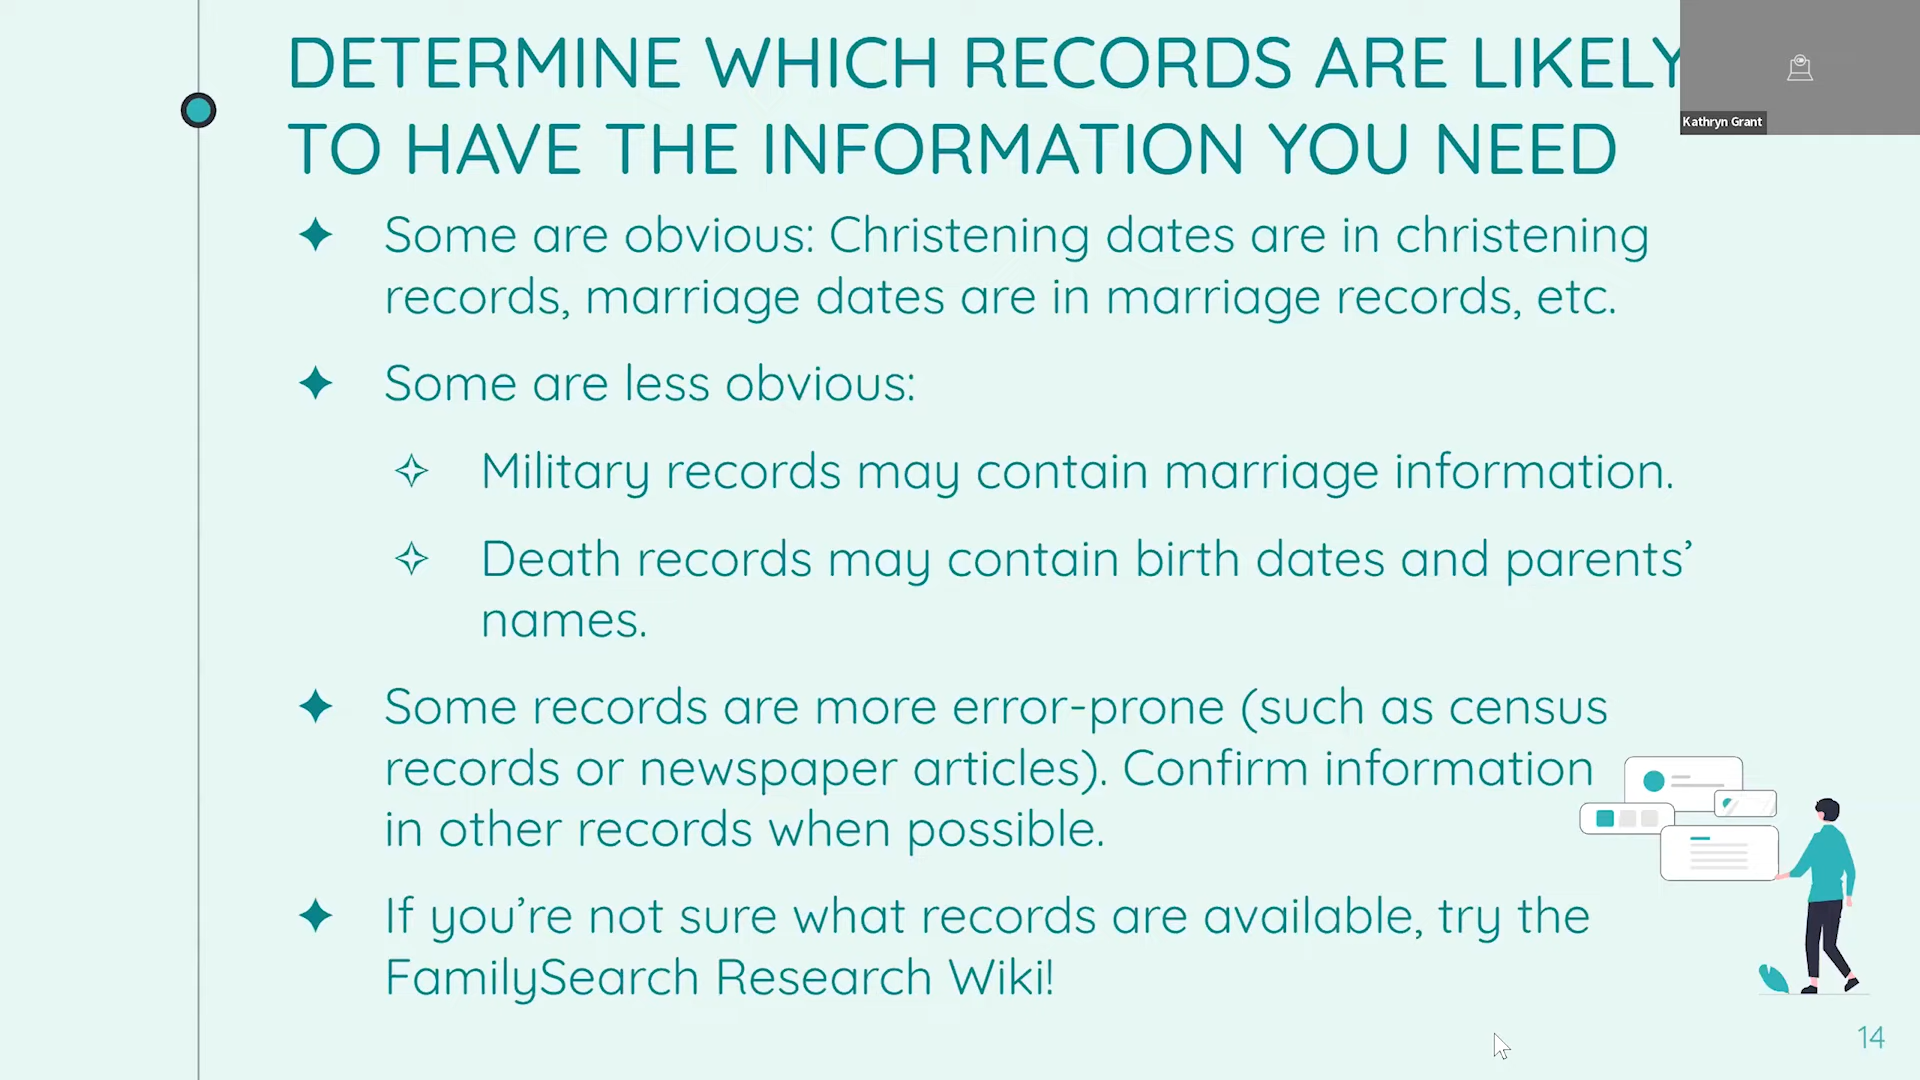 DETERMINE WHICH RECORDS ARE LIKELY
TO HAVE THE INFORMATION YOU NEED
Kathryn Grant
Some are obvious: Christening dates are in christening
records, marriage dates are in marriage records, etc.
Some are less obvious:
Military records may contain marriage information.
Death records may contain birth dates and parents’
names.
Some records are more error-prone (such as census
records or newspaper articles). Confirm information
in other records when possible.
If you’re not sure what records are available, try the
FamilySearch Research Wiki!
14